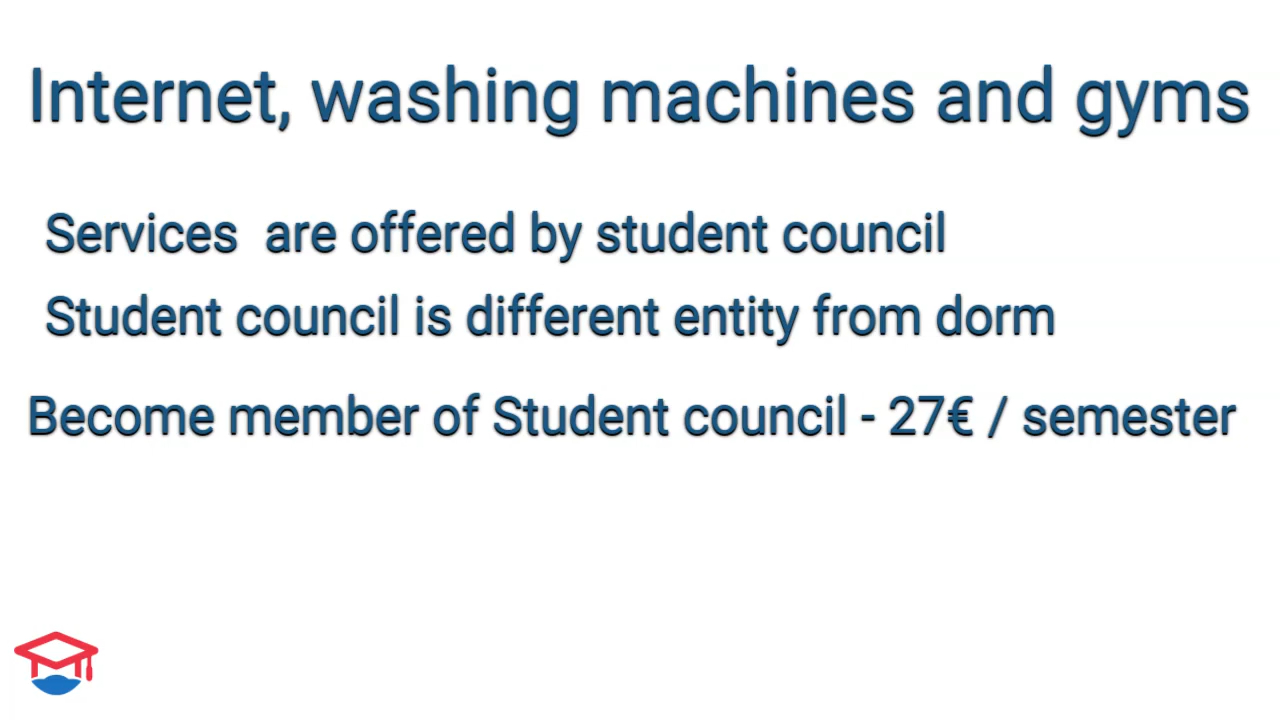 Internet, washing machines and gyms
Services are offered by student council
Student council is different entity from dorm
Become member of Student council - 27€ / semester